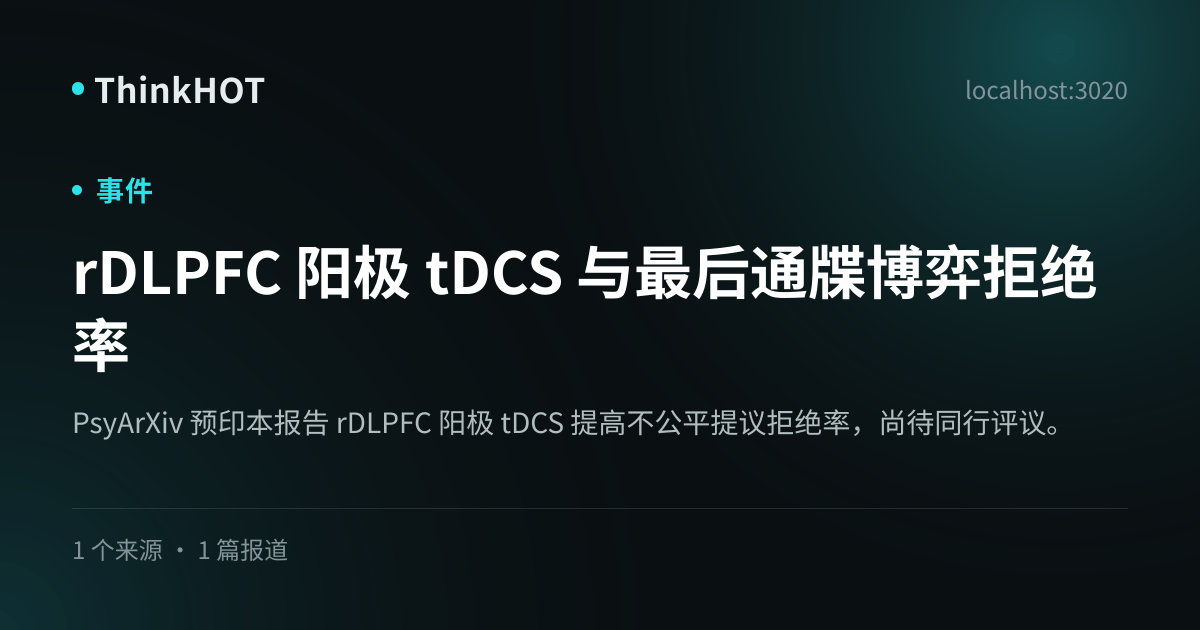 ThinkHOT
localhost:3020
事件
rDLPFC 阳极 tDCS 与最后通牒博弈拒绝
率
PsyArXiv 预印本报告 rDLPFC 阳极 tDCS 提高不公平提议拒绝率，尚待同行评议。
1 个来源 · 1 篇报道